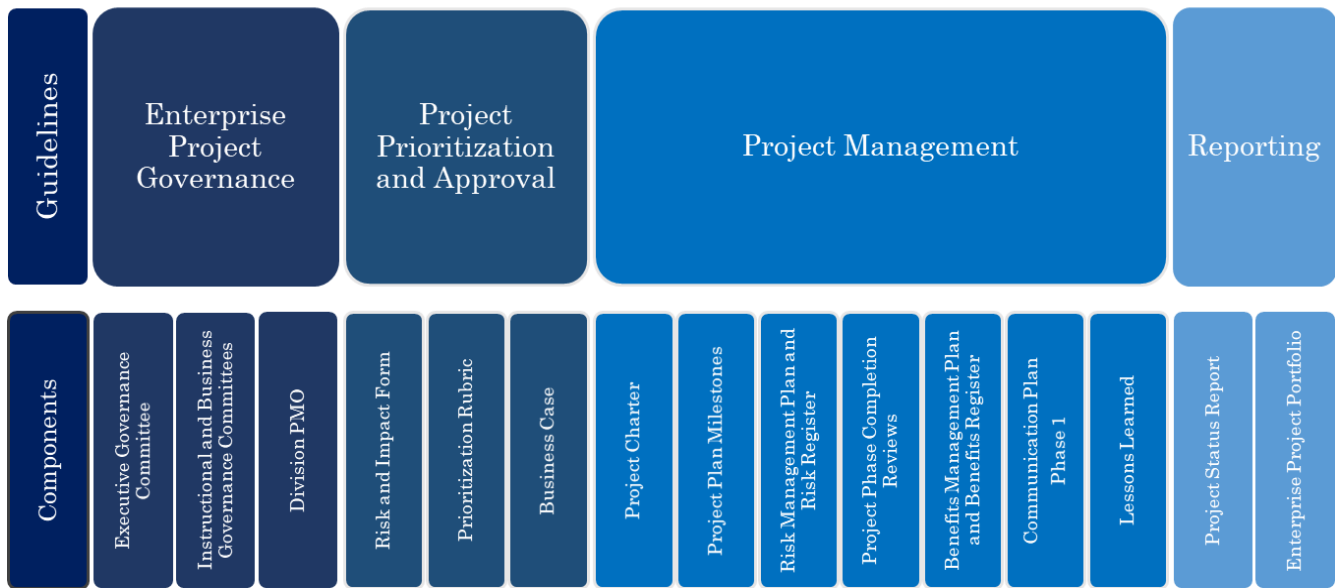 Guidelines
Enterprise
Project
Governance
Project
Prioritization
and Approval
Project Management
Reporting
Components
Executive Governance
Committee
Instructional and Business
Governance Committees
Division PMO
Risk and Impact Form
Prioritization Rubric
Business Case
Project Charter
Project Plan Milestones
Risk Management Plan and
Risk Register
Project Phase Completion
Reviews
Benefits Management Plan
and Benefits Register
Communication Plan
Phase 1
Lessons Learned
Project Status Report
Enterprise Project Portfolio